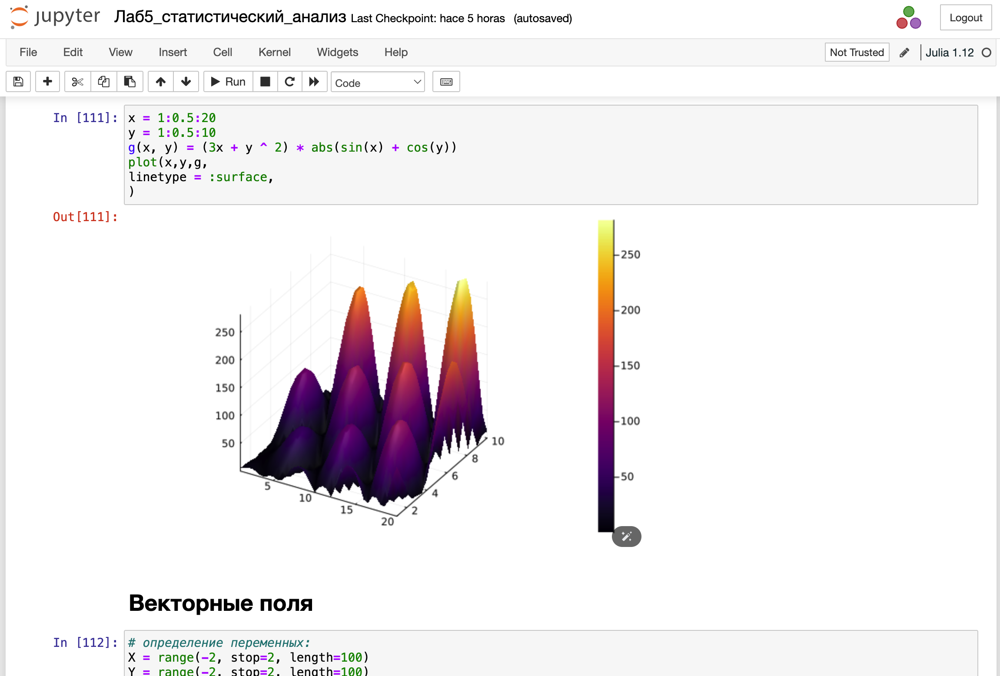 jupyter Лаб5_статистический_анализ Last Checkpoint: hace 5 horas (autosaved) Logout
File Edit View Insert Cell Kernel Widgets Help Not Trusted Julia 1.12
Run Code
In [111]: x = 1:0.5:20
y = 1:0.5:10
g(x, y) = (3x + y ^ 2) * abs(sin(x) + cos(y))
plot(x,y,g,
linetype = :surface,
)
Out[111]:
250
200
150
100
50
5
10
15
20
2
4
6
8
10
250
200
150
100
50
Векторные поля
In [112]: # определение переменных:
X = range(-2, stop=2, length=100)
Y = range(-2, stop=2, length=100)